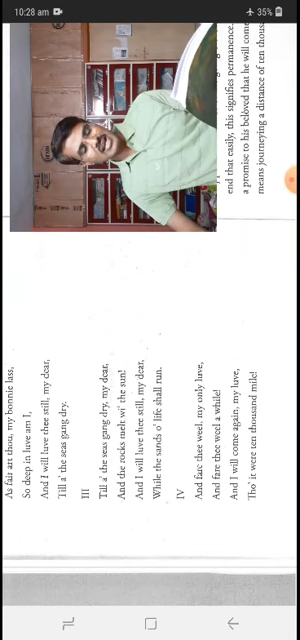 10:28 am
35%
end that easily, this signifies permanence.
a promise to his beloved that he will come
means journeying a distance of ten thousa
As fair art thou, my bonnie lass,
So deep in luve am I,
And I will luve thee still, my dear,
Till a' the seas gang dry.
III
Till a' the seas gang dry, my dear,
And the rocks melt wi' the sun!
And I will luve thee still, my dear,
While the sands o' life shall run.
IV
And fare thee weel, my only luve,
And fare thee weel a while!
And I will come again, my luve,
Tho' it were ten thousand mile!